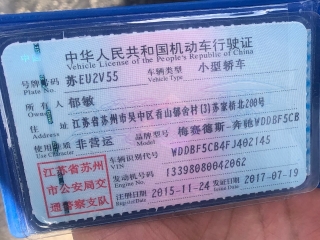 中华人民共和国机动车行驶证
Vehicle License of the People's Republic of China
号牌号码 苏EU2V55 车辆类型 小型轿车
Plate No. Vehicle Type
所有人 郁敏
Owner
住址 江苏省苏州市吴中区香山郁舍村(3)苏家桥北200号
Address
使用性质 非营运 品牌型号 梅赛德斯-奔驰WDDBF5CB
Use Character Model
江苏省苏州市公安局交通警察支队
车辆识别代号 WDDBF5CB4FJ402145
VIN
发动机号码 13398080042062
Engine No.
注册日期 2015-11-24 发证日期 2017-07-19
Register Date Issue Date